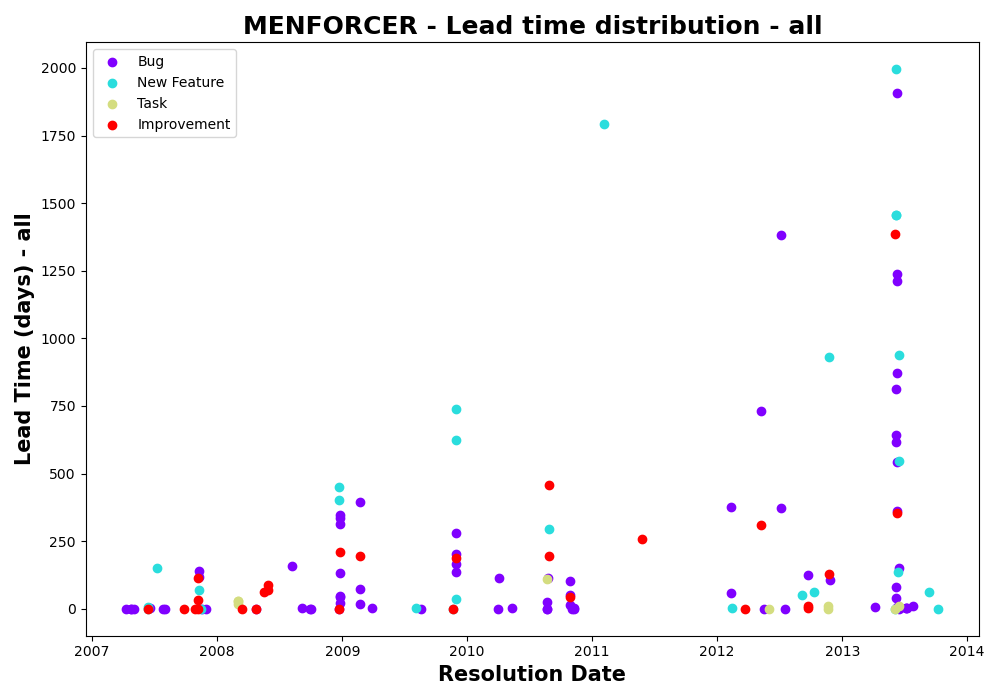 MENFORCER - Lead time distribution - all
Bug
New Feature
Task
Improvement
Lead Time (days) - all
2000
1750
1500
1250
1000
750
500
250
0
2007
2008
2009
2010
2011
2012
2013
2014
Resolution Date